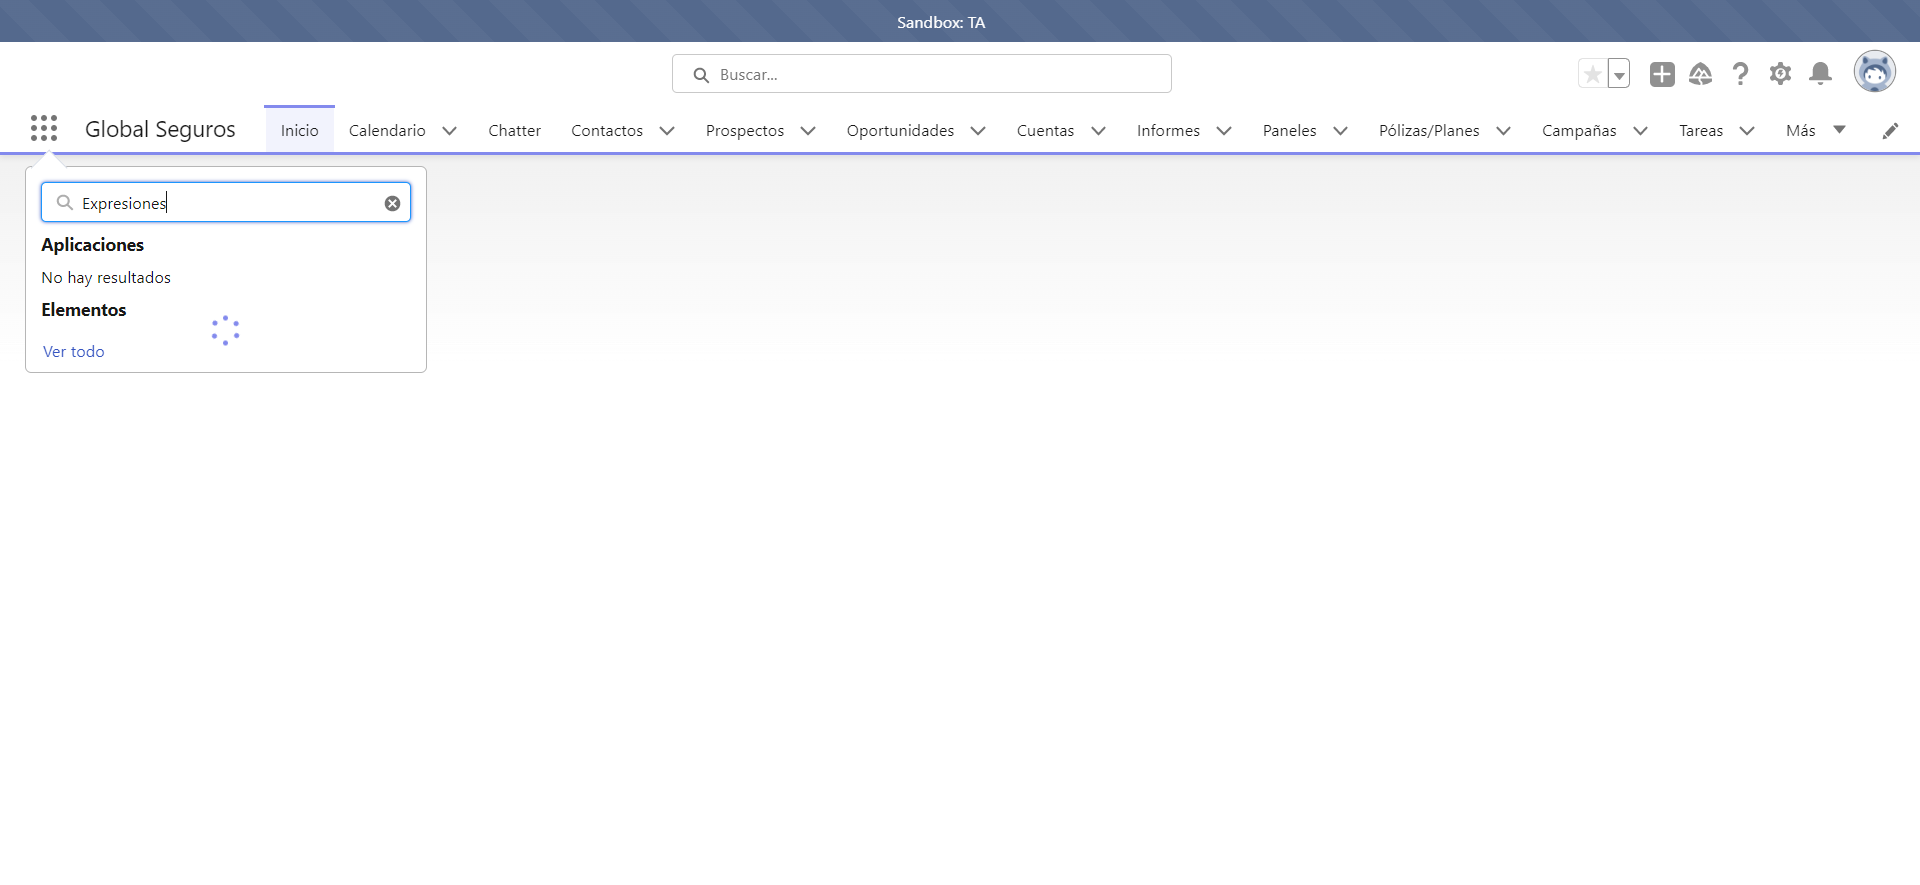 Sandbox: TA
Buscar...
Global Seguros
Inicio
Calendario
Chatter
Contactos
Prospectos
Oportunidades
Cuentas
Informes
Paneles
Pólizas/Planes
Campañas
Tareas
Más
Expresiones
Aplicaciones
No hay resultados
Elementos
Ver todo